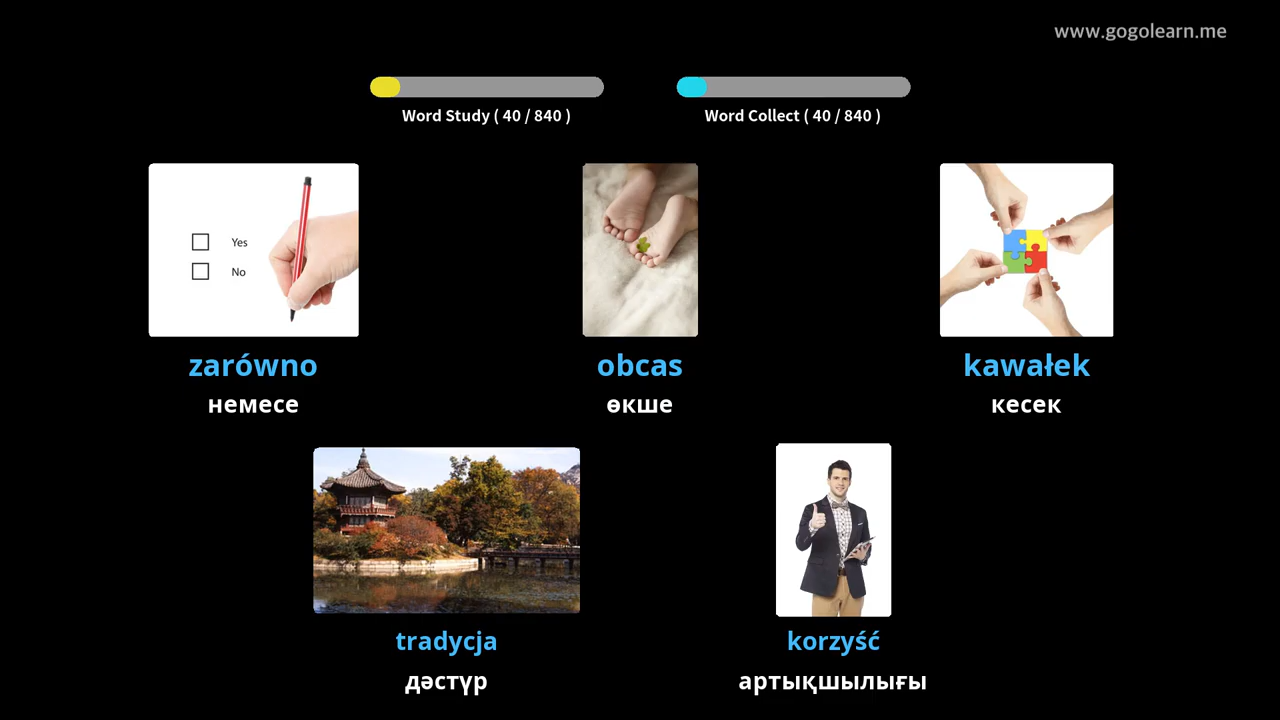 www.gogolearn.me
Word Study ( 40 / 840 )
Word Collect ( 40 / 840 )
Yes
No
zarówno
немесе
obcas
өкше
kawałek
кесек
tradycja
дәстүр
korzyść
артықшылығы